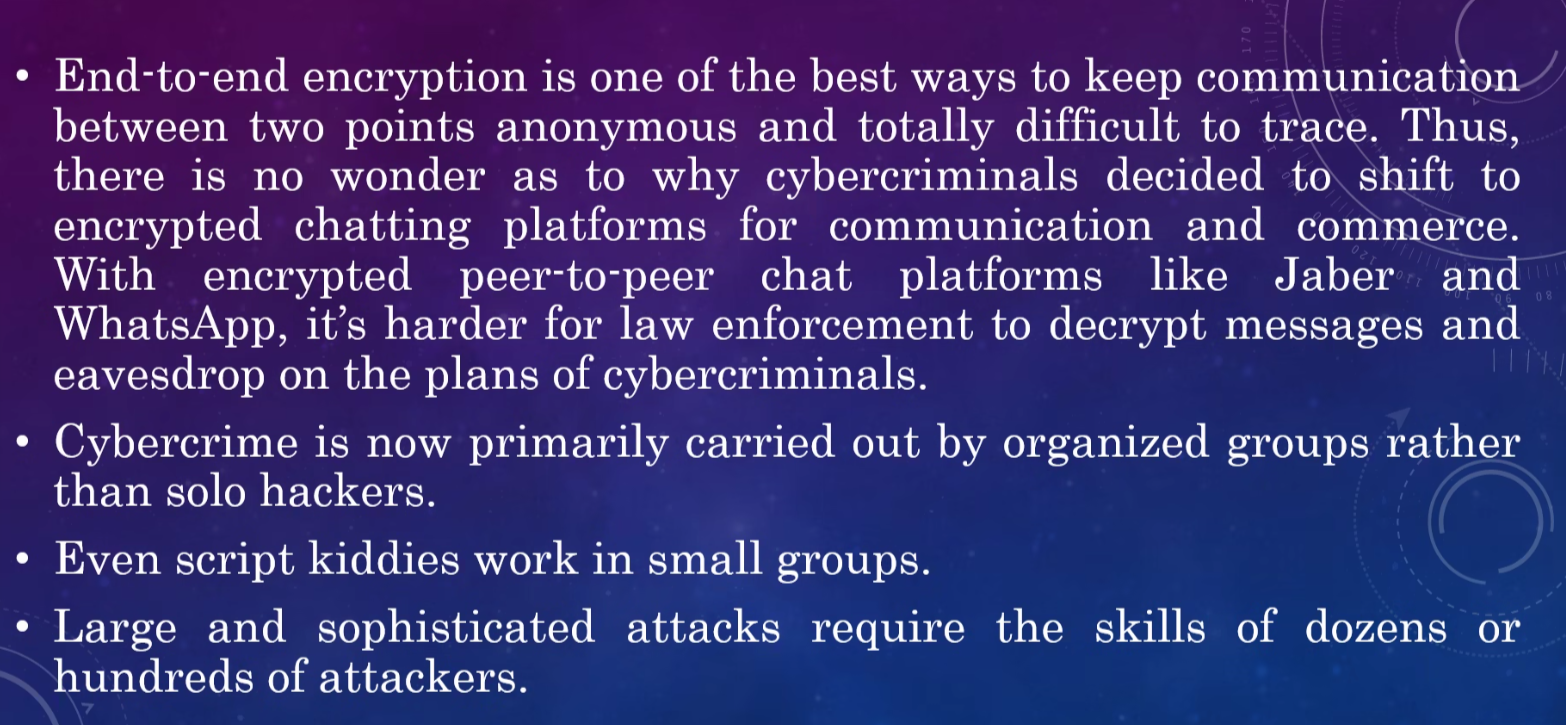 • End-to-end encryption is one of the best ways to keep communication
between two points anonymous and totally difficult to trace. Thus,
there is no wonder as to why cybercriminals decided to shift to
encrypted chatting platforms for communication and commerce.
With encrypted peer-to-peer chat platforms like Jaber and
WhatsApp, it’s harder for law enforcement to decrypt messages and
eavesdrop on the plans of cybercriminals.
• Cybercrime is now primarily carried out by organized groups rather
than solo hackers.
• Even script kiddies work in small groups.
• Large and sophisticated attacks require the skills of dozens or
hundreds of attackers.